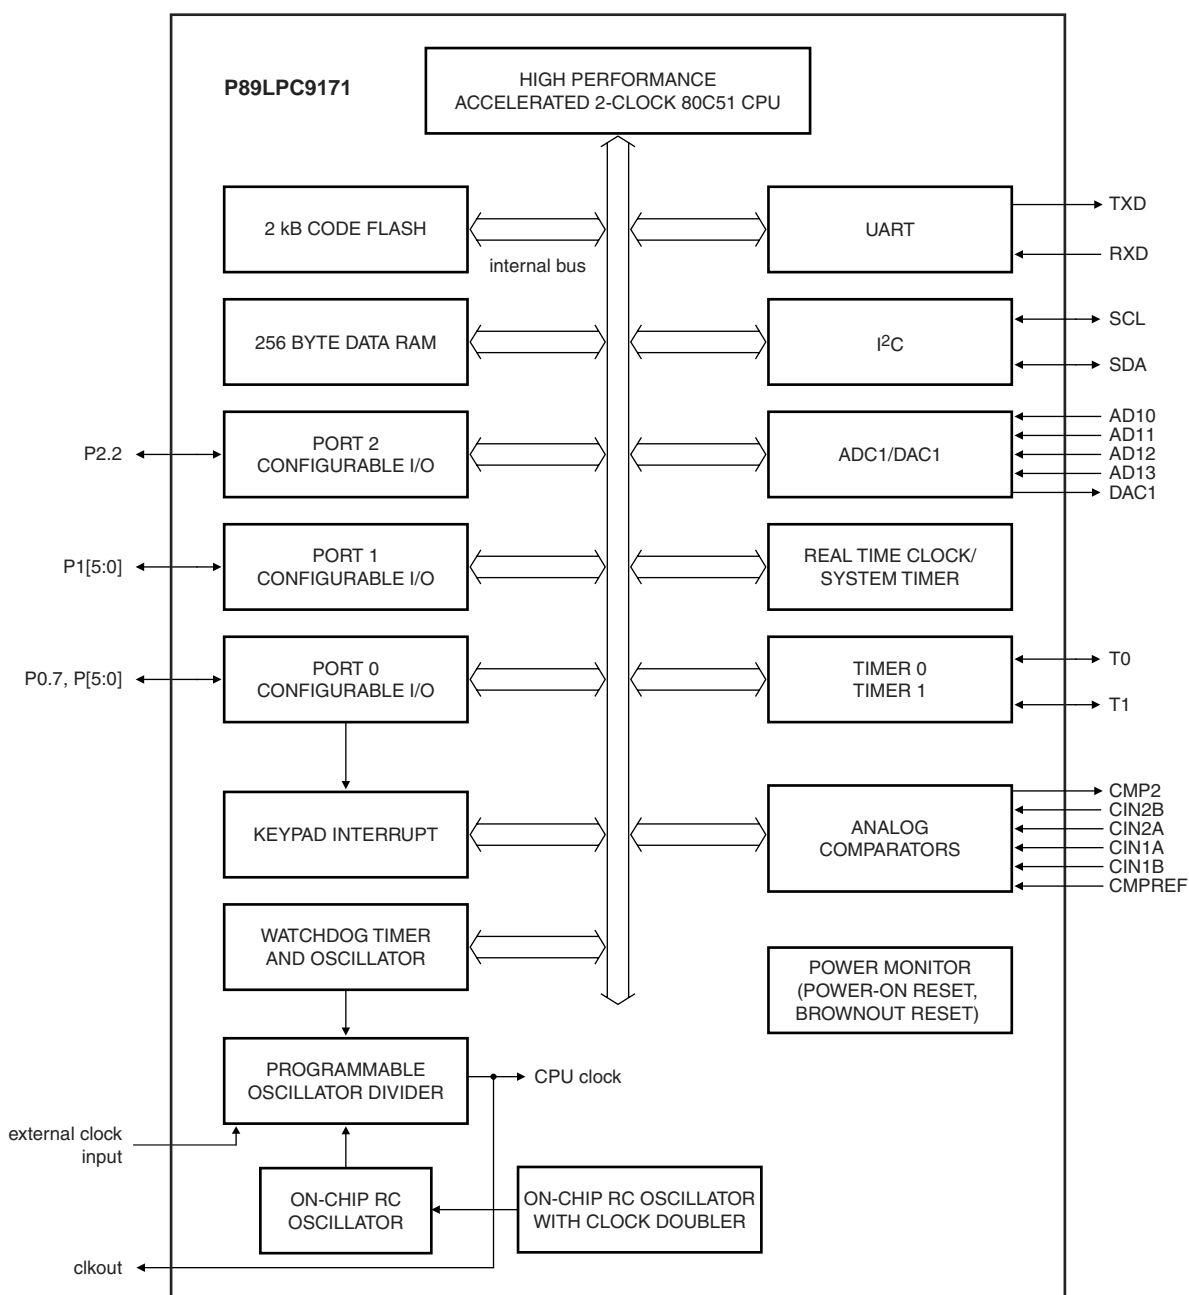 P89LPC9171
HIGH PERFORMANCE
ACCELERATED 2-CLOCK 80C51 CPU
2 kB CODE FLASH
internal bus
UART
TXD
RXD
256 BYTE DATA RAM
I²C
SCL
SDA
P2.2
PORT 2
CONFIGURABLE I/O
ADC1/DAC1
AD10
AD11
AD12
AD13
DAC1
P1[5:0]
PORT 1
CONFIGURABLE I/O
REAL TIME CLOCK/
SYSTEM TIMER
P0.7, P[5:0]
PORT 0
CONFIGURABLE I/O
TIMER 0
TIMER 1
T0
T1
KEYPAD INTERRUPT
ANALOG
COMPARATORS
CMP2
CIN2B
CIN2A
CIN1A
CIN1B
CMPREF
WATCHDOG TIMER
AND OSCILLATOR
POWER MONITOR
(POWER-ON RESET,
BROWNOUT RESET)
PROGRAMMABLE
OSCILLATOR DIVIDER
CPU clock
external clock
input
ON-CHIP RC
OSCILLATOR
ON-CHIP RC OSCILLATOR
WITH CLOCK DOUBLER
clkout